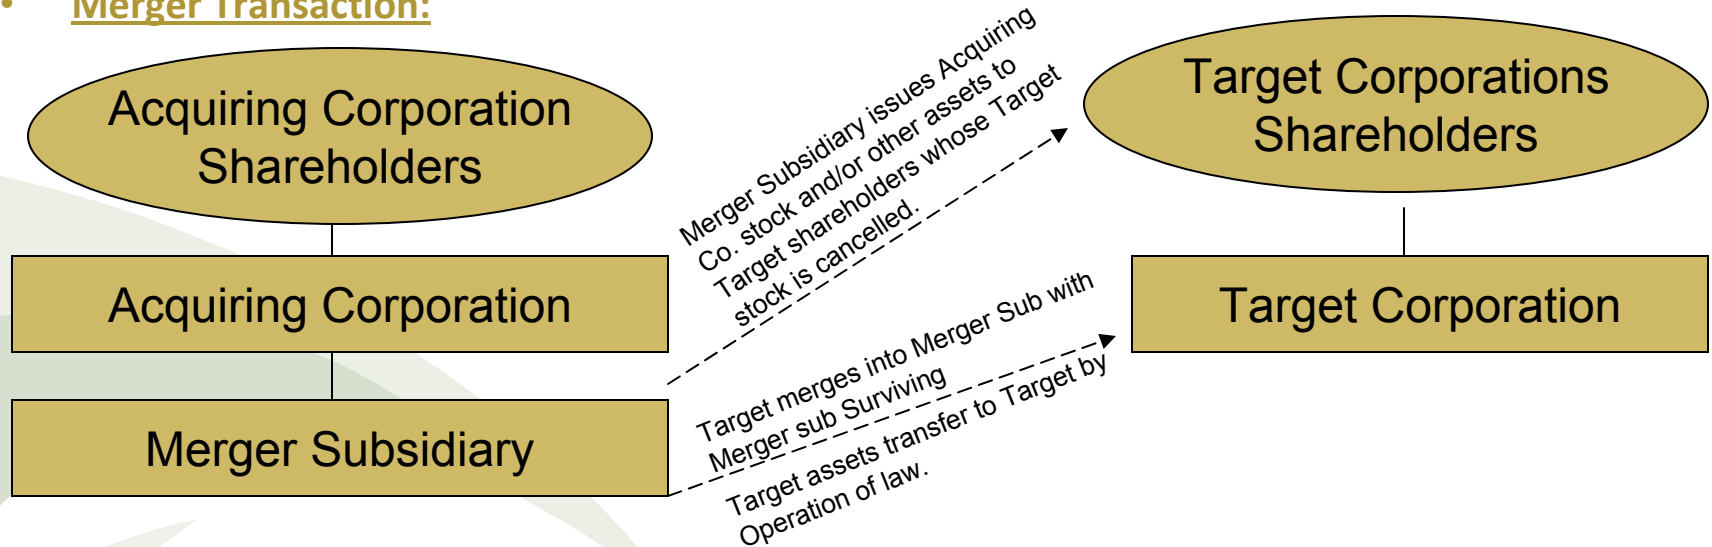 • Merger Transaction:
Acquiring Corporation
Shareholders
Merger Subsidiary issues Acquiring
Co. stock and/or other assets to
Target shareholders whose Target
stock is cancelled.
Target Corporations
Shareholders
Acquiring Corporation
Target Corporation
Target merges into Merger Sub with
Merger sub Surviving
Target assets transfer to Target by
Operation of law.
Merger Subsidiary